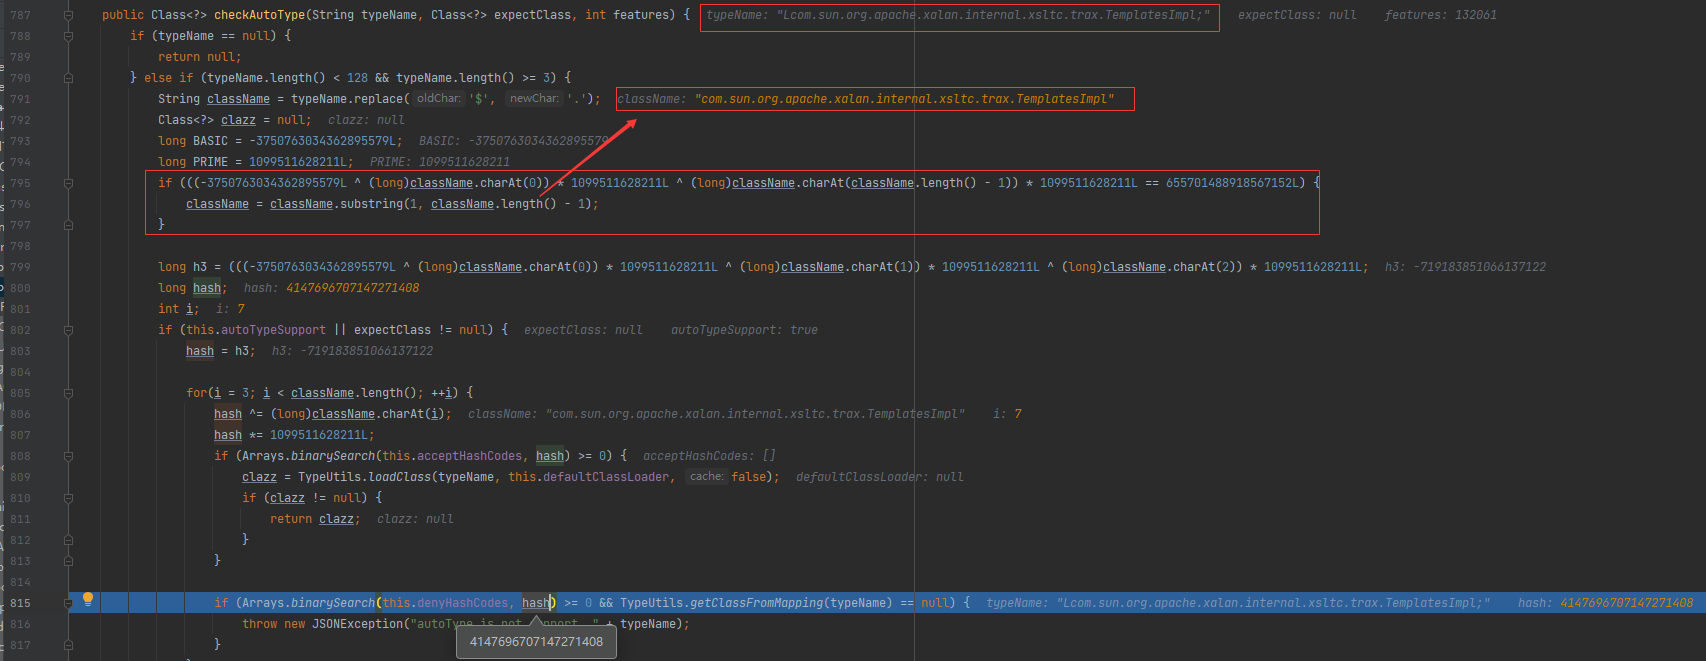 787 public Class<?> checkAutoType(String typeName, Class<?> expectClass, int features) { typeName: "Lcom.sun.org.apache.xalan.internal.xsltc.trax.TemplatesImpl;" expectClass: null features: 132061
788 if (typeName == null) {
789 return null;
790 } else if (typeName.length() < 128 && typeName.length() >= 3) {
791 String className = typeName.replace( oldChar: '$', newChar: '.'); className: "com.sun.org.apache.xalan.internal.xsltc.trax.TemplatesImpl"
792 Class<?> clazz = null; clazz: null
793 long BASIC = -3750763034362895579L; BASIC: -3750763034362895579
794 long PRIME = 1099511628211L; PRIME: 1099511628211
795 if (((-3750763034362895579L ^ (long)className.charAt(0)) * 1099511628211L ^ (long)className.charAt(className.length() - 1)) * 1099511628211L == 655701488918567152L) {
796 className = className.substring(1, className.length() - 1);
797 }
798
799 long h3 = (((-3750763034362895579L ^ (long)className.charAt(0)) * 1099511628211L ^ (long)className.charAt(1)) * 1099511628211L ^ (long)className.charAt(2)) * 1099511628211L; h3: -719183851066137122
800 long hash; hash: 4147696707147271408
801 int i; i: 7
802 if (this.autoTypeSupport || expectClass != null) { expectClass: null autoTypeSupport: true
803 hash = h3; h3: -719183851066137122
804
805 for(i = 3; i < className.length(); ++i) {
806 hash ^= (long)className.charAt(i); className: "com.sun.org.apache.xalan.internal.xsltc.trax.TemplatesImpl" i: 7
807 hash *= 1099511628211L;
808 if (Arrays.binarySearch(this.acceptHashCodes, hash) >= 0) { acceptHashCodes: []
809 clazz = TypeUtils.loadClass(typeName, this.defaultClassLoader, cache: false); defaultClassLoader: null
810 if (clazz != null) {
811 return clazz; clazz: null
812 }
813 }
814
815 if (Arrays.binarySearch(this.denyHashCodes, hash) >= 0 && TypeUtils.getClassFromMapping(typeName) == null) { typeName: "Lcom.sun.org.apache.xalan.internal.xsltc.trax.TemplatesImpl;" hash: 4147696707147271408
816 throw new JSONException("autoType is not support. " + typeName);
4147696707147271408
817 }